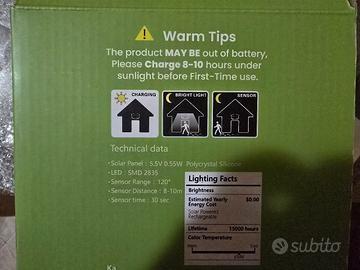 Warm Tips
The product MAY BE out of battery,
Please Charge 8-10 hours under
sunlight before First-Time use.
CHARGING
BRIGHT LIGHT
SENSOR
Technical data
· Solar Panel : 5.5V 0.55W Polycrystal Silicone
· LED : SMD 2835
· Sensor Range : 120°
· Sensor Distance : 8-10m
· Sensor time : 30 sec
Lighting Facts
Brightness
Estimated Yearly
Energy Cost
$0.00
Solar Powered
Rechargeable
Lifetime
15000 hours
Color Temperature
Ka
subito